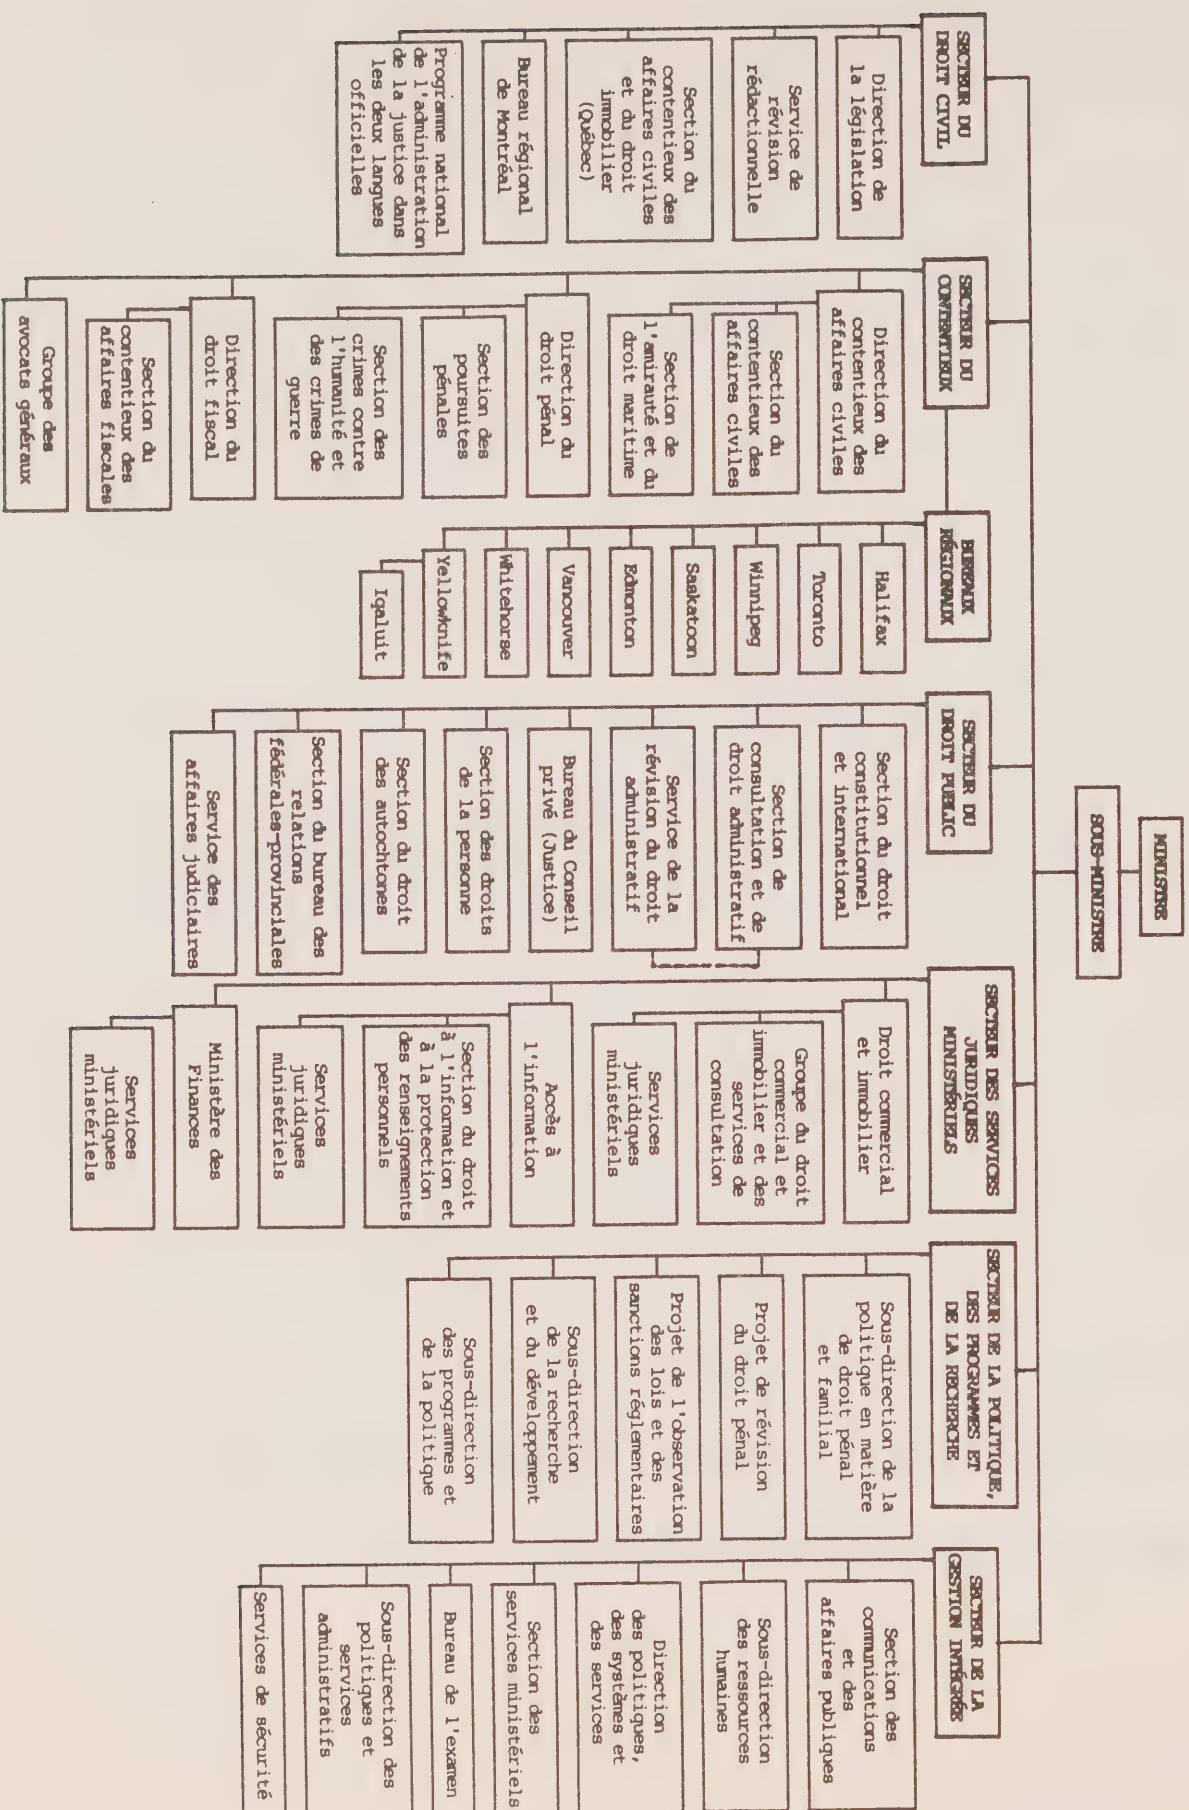 MINISTRE
SOUS-MINISTRE
SECTEUR DU
DROIT CIVIL
Direction de
la législation
Service de
révision
rédactionnelle
Section du
contentieux des
affaires civiles
et du droit
immobilier
(Québec)
Bureau régional
de Montréal
Programme national
de l'administration
de la justice dans
les deux langues
officielles
SECTEUR DU
CONTENTIEUX
Direction du
contentieux des
affaires civiles
Section du
contentieux des
affaires civiles
Section de
l'amirauté et du
droit maritime
Direction du
droit pénal
Section des
poursuites
pénales
Section des
crimes contre
l'humanité et
des crimes de
guerre
Direction du
droit fiscal
Section du
contentieux des
affaires fiscales
Groupe des
avocats généraux
BUREAUX
RÉGIONAUX
Halifax
Toronto
Winnipeg
Saskatoon
Edmonton
Vancouver
Whitehorse
Yellowknife
Iqaluit
SECTEUR DU
DROIT PUBLIC
Section du droit
constitutionnel
et international
Section de
consultation et de
droit administratif
Service de la
révision du droit
administratif
Bureau du Conseil
privé (Justice)
Section des droits
de la personne
Section du droit
des autochtones
Section du bureau des
relations
fédérales-provinciales
Service des
affaires judiciaires
SECTEUR DES SERVICES
JURIDIQUES
MINISTÉRIELS
Droit commercial
et immobilier
Groupe du droit
commercial et
immobilier et des
services de
consultation
Services
juridiques
ministériels
Accès à
l'information
Section du droit
à l'information et
à la protection
des renseignements
personnels
Services
juridiques
ministériels
Ministère des
Finances
Services
juridiques
ministériels
SECTEUR DE LA POLITIQUE,
DES PROGRAMMES ET
DE LA RECHERCHE
Sous-direction de la
politique en matière
de droit pénal
et familial
Projet de révision
du droit pénal
Projet de l'observation
des lois et des
sanctions réglementaires
Sous-direction
de la recherche
et du développement
Sous-direction
des programmes et
de la politique
SECTEUR DE LA
GESTION INTÉGRÉE
Section des
communications
et des
affaires publiques
Sous-direction
des ressources
humaines
Direction
des politiques,
des systèmes et
des services
Section des
services ministériels
Bureau de l'examen
Sous-direction des
politiques et
services
administratifs
Services de sécurité